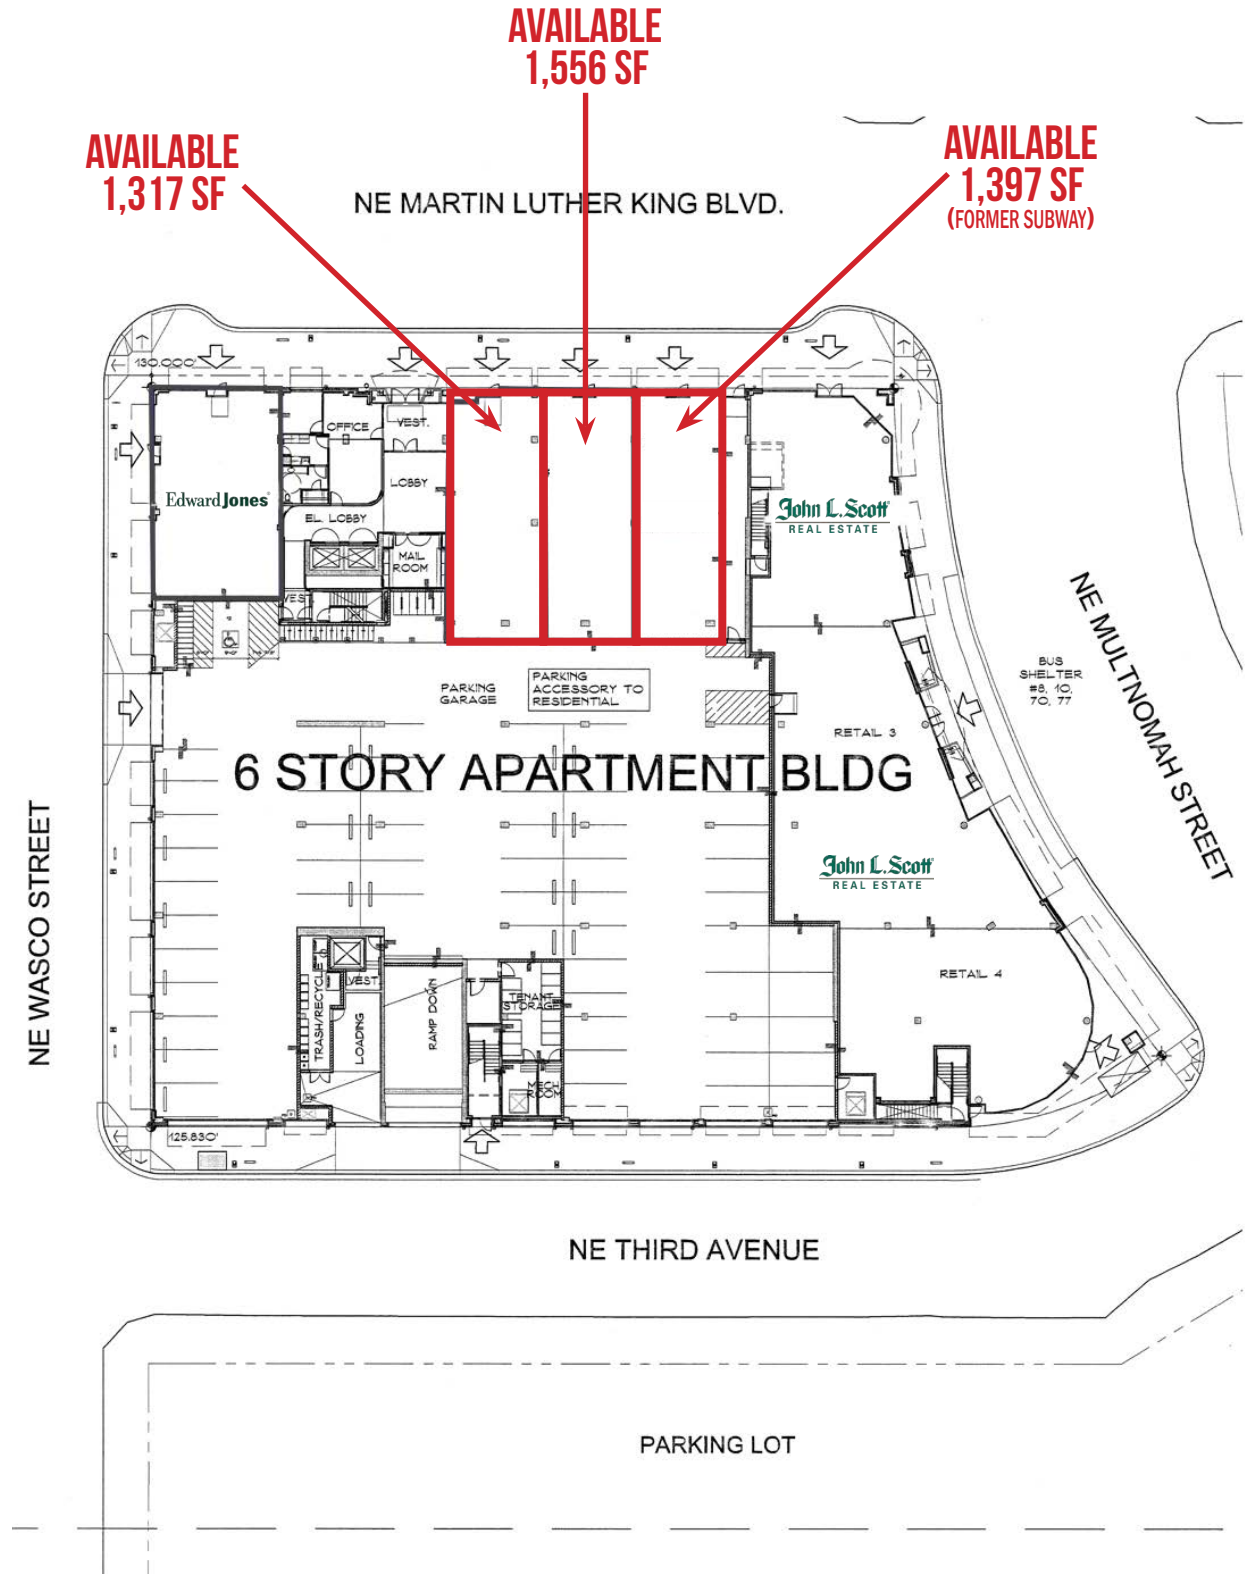 AVAILABLE
1,556 SF
AVAILABLE
1,317 SF
AVAILABLE
1,397 SF
(FORMER SUBWAY)
NE MARTIN LUTHER KING BLVD.
130.000'
OFFICE
VEST.
LOBBY
Edward Jones
EL. LOBBY
MAIL
ROOM
VEST
John L. Scott
REAL ESTATE
NE MULTNOMAH STREET
BUS
SHELTER
#8, 10,
70, 77
PARKING
GARAGE
PARKING
ACCESSORY TO
RESIDENTIAL
RETAIL 3
6 STORY APARTMENT BLDG
NE WASCO STREET
John L. Scott
REAL ESTATE
RETAIL 4
TRASH/RECYCLE
VEST.
LOADING
RAMP DOWN
TENANT
STORAGE
MECH
ROOM
125.830'
NE THIRD AVENUE
PARKING LOT